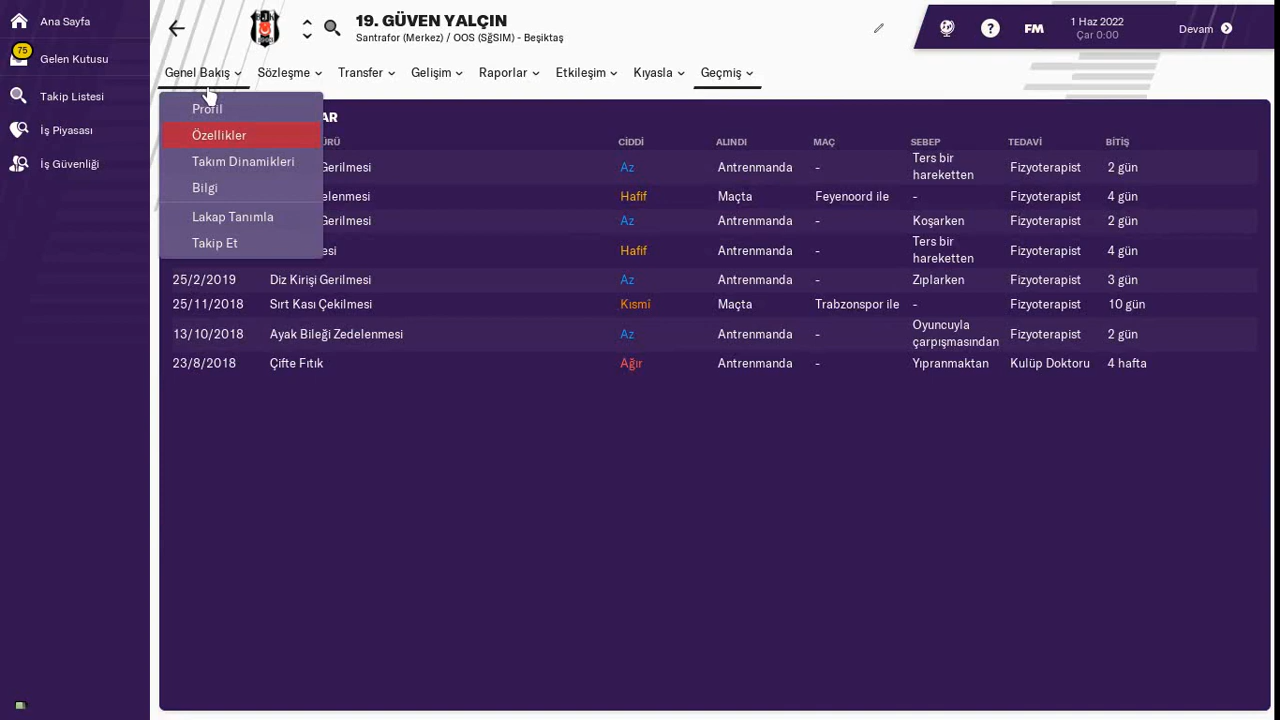 Ana Sayfa
75
Gelen Kutusu
Takip Listesi
İş Piyasası
İş Güvenliği
19. GÜVEN YALÇIN
Santrafor (Merkez) / OOS (SğSIM) - Beşiktaş
FM
1 Haz 2022
Çar 0:00
Devam
Genel Bakış Sözleşme Transfer Gelişim Raporlar Etkileşim Kıyasla Geçmiş
Profil
Özellikler
Takım Dinamikleri
Bilgi
Lakap Tanımla
Takip Et
CİDDİ ALINDI MAÇ SEBEP TEDAVİ BİTİŞ
Gerilmesi Az Antrenmanda - Ters bir hareketten Fizyoterapist 2 gün
Hafif Maçta Feyenoord ile - Fizyoterapist 4 gün
Gerilmesi Az Antrenmanda - Koşarken Fizyoterapist 2 gün
Hafif Antrenmanda - Ters bir hareketten Fizyoterapist 4 gün
25/2/2019 Diz Kirişi Gerilmesi Az Antrenmanda - Zıplarken Fizyoterapist 3 gün
25/11/2018 Sırt Kası Çekilmesi Kısmî Maçta Trabzonspor ile - Fizyoterapist 10 gün
13/10/2018 Ayak Bileği Zedelenmesi Az Antrenmanda - Oyuncuyla çarpışmasından Fizyoterapist 2 gün
23/8/2018 Çifte Fıtık Ağır Antrenmanda - Yıpranmaktan Kulüp Doktoru 4 hafta